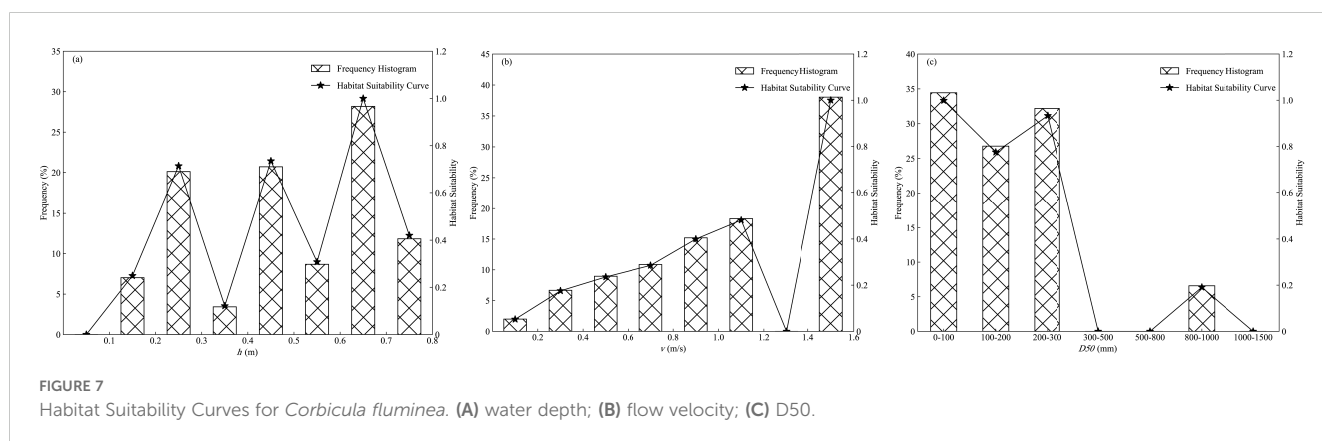 (a)
Frequency Histogram
Habitat Suitability Curve
Frequency (%)
35
30
25
20
15
10
5
0
0.1 0.2 0.3 0.4 0.5 0.6 0.7 0.8
h (m)
1.2
1.0
0.8
0.6
0.4
0.2
0
Habitat Suitability
(b)
Frequency Histogram
Habitat Suitability Curve
Frequency (%)
45
40
35
30
25
20
15
10
5
0
0.2 0.4 0.6 0.8 1.0 1.2 1.4 1.6
v (m/s)
1.2
1.0
0.8
0.6
0.4
0.2
0
Habitat Suitability
(c)
Frequency Histogram
Habitat Suitability Curve
Frequency (%)
40
35
30
25
20
15
10
5
0
0-100 100-200 200-30 300-500 500-800 800-1000 1000-1500
D50 (mm)
1.2
1.0
0.8
0.6
0.4
0.2
0
Habitat Suitability
FIGURE 7
Habitat Suitability Curves for Corbicula fluminea. (A) water depth; (B) flow velocity; (C) D50.